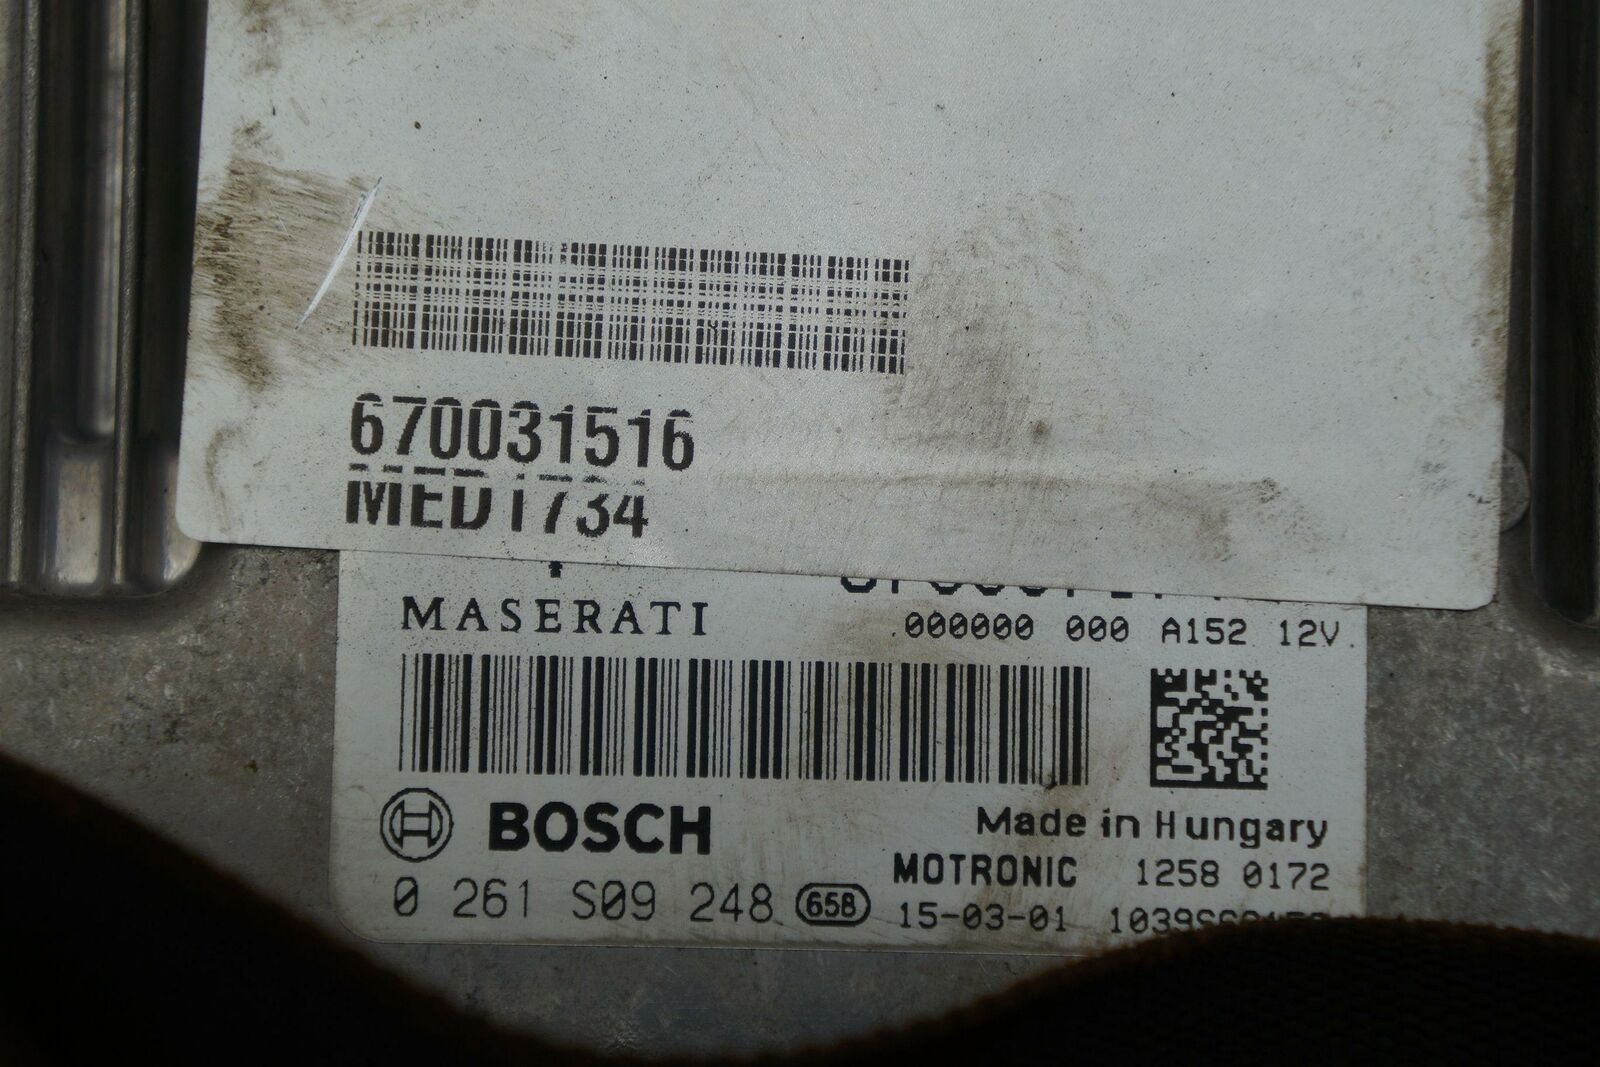 670031516
MED1734
MASERATI
000000 000 A152 12V
BOSCH
Made in Hungary
MOTRONIC 1258 0172
0 261 S09 248 658
15-03-01